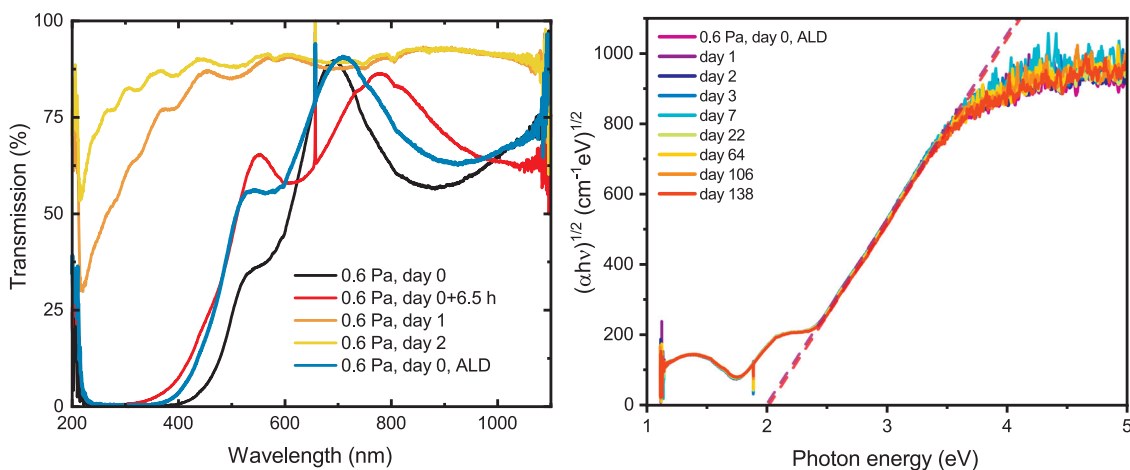 100
75
50
25
0
200
400
600
800
1000
Transmission (%)
Wavelength (nm)
0.6 Pa, day 0
0.6 Pa, day 0+6.5 h
0.6 Pa, day 1
0.6 Pa, day 2
0.6 Pa, day 0, ALD
1000
800
600
400
200
0
1
2
3
4
5
(αhν)1/2 (cm-1eV)1/2
Photon energy (eV)
0.6 Pa, day 0, ALD
day 1
day 2
day 3
day 7
day 22
day 64
day 106
day 138